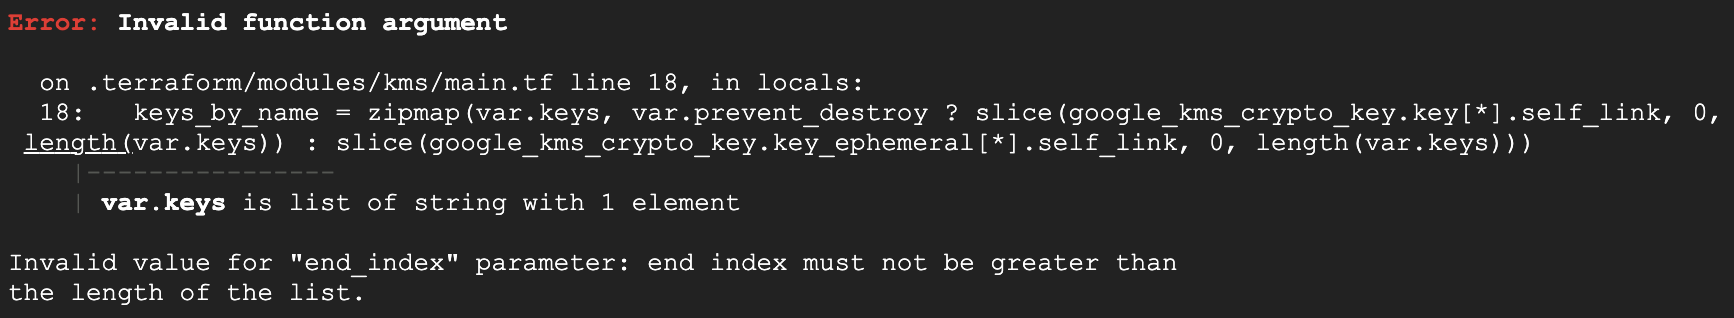 Error: Invalid function argument
on .terraform/modules/kms/main.tf line 18, in locals:
18: keys_by_name = zipmap(var.keys, var.prevent_destroy ? slice(google_kms_crypto_key.key[*].self_link, 0,
length(var.keys)) : slice(google_kms_crypto_key.key_ephemeral[*].self_link, 0, length(var.keys)))
|----------------
| var.keys is list of string with 1 element
Invalid value for "end_index" parameter: end index must not be greater than
the length of the list.